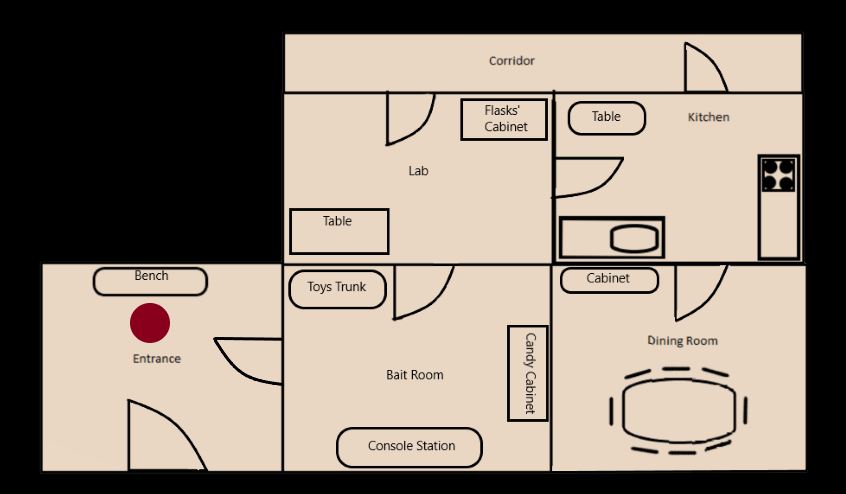 Corridor
Flasks'
Cabinet
Table
Kitchen
Lab
Table
Bench
Toys Trunk
Cabinet
Entrance
Dining Room
Candy Cabinet
Bait Room
Console Station